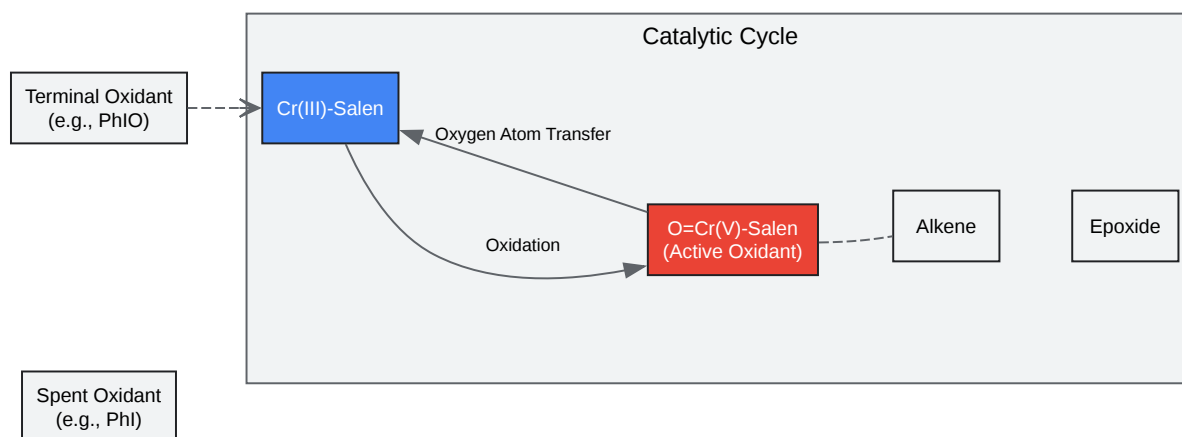 Catalytic Cycle
Terminal Oxidant
(e.g., PhIO)
Cr(III)-Salen
Oxygen Atom Transfer
O=Cr(V)-Salen
(Active Oxidant)
Alkene
Epoxide
Oxidation
Spent Oxidant
(e.g., PhI)